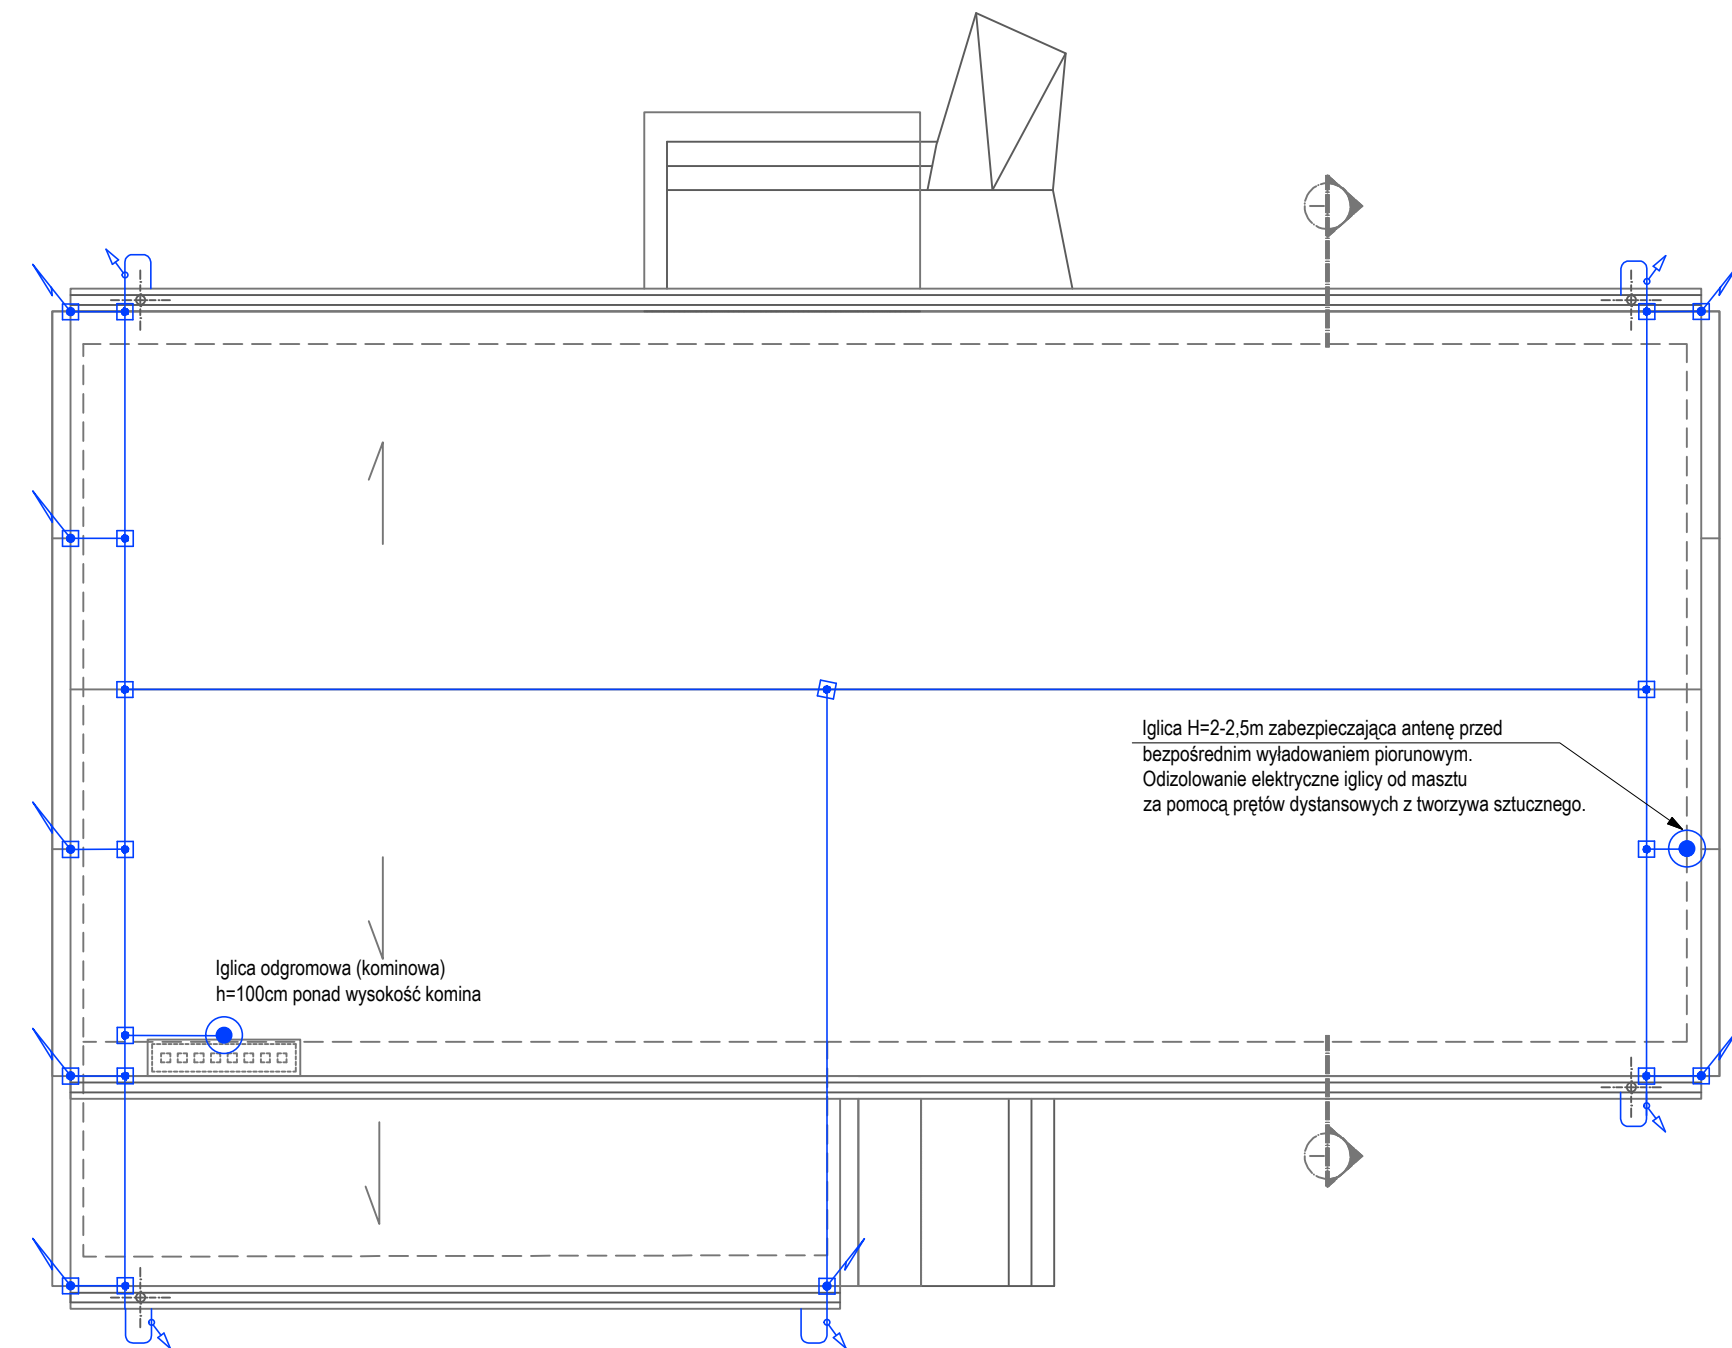 Iglica H=2-2,5m zabezpieczająca antenę przed
bezpośrednim wyładowaniem piorunowym.
Odizolowanie elektryczne iglicy od masztu
za pomocą prętów dystansowych z tworzywa sztucznego.
Iglica odgromowa (kominowa)
h=100cm ponad wysokość komina